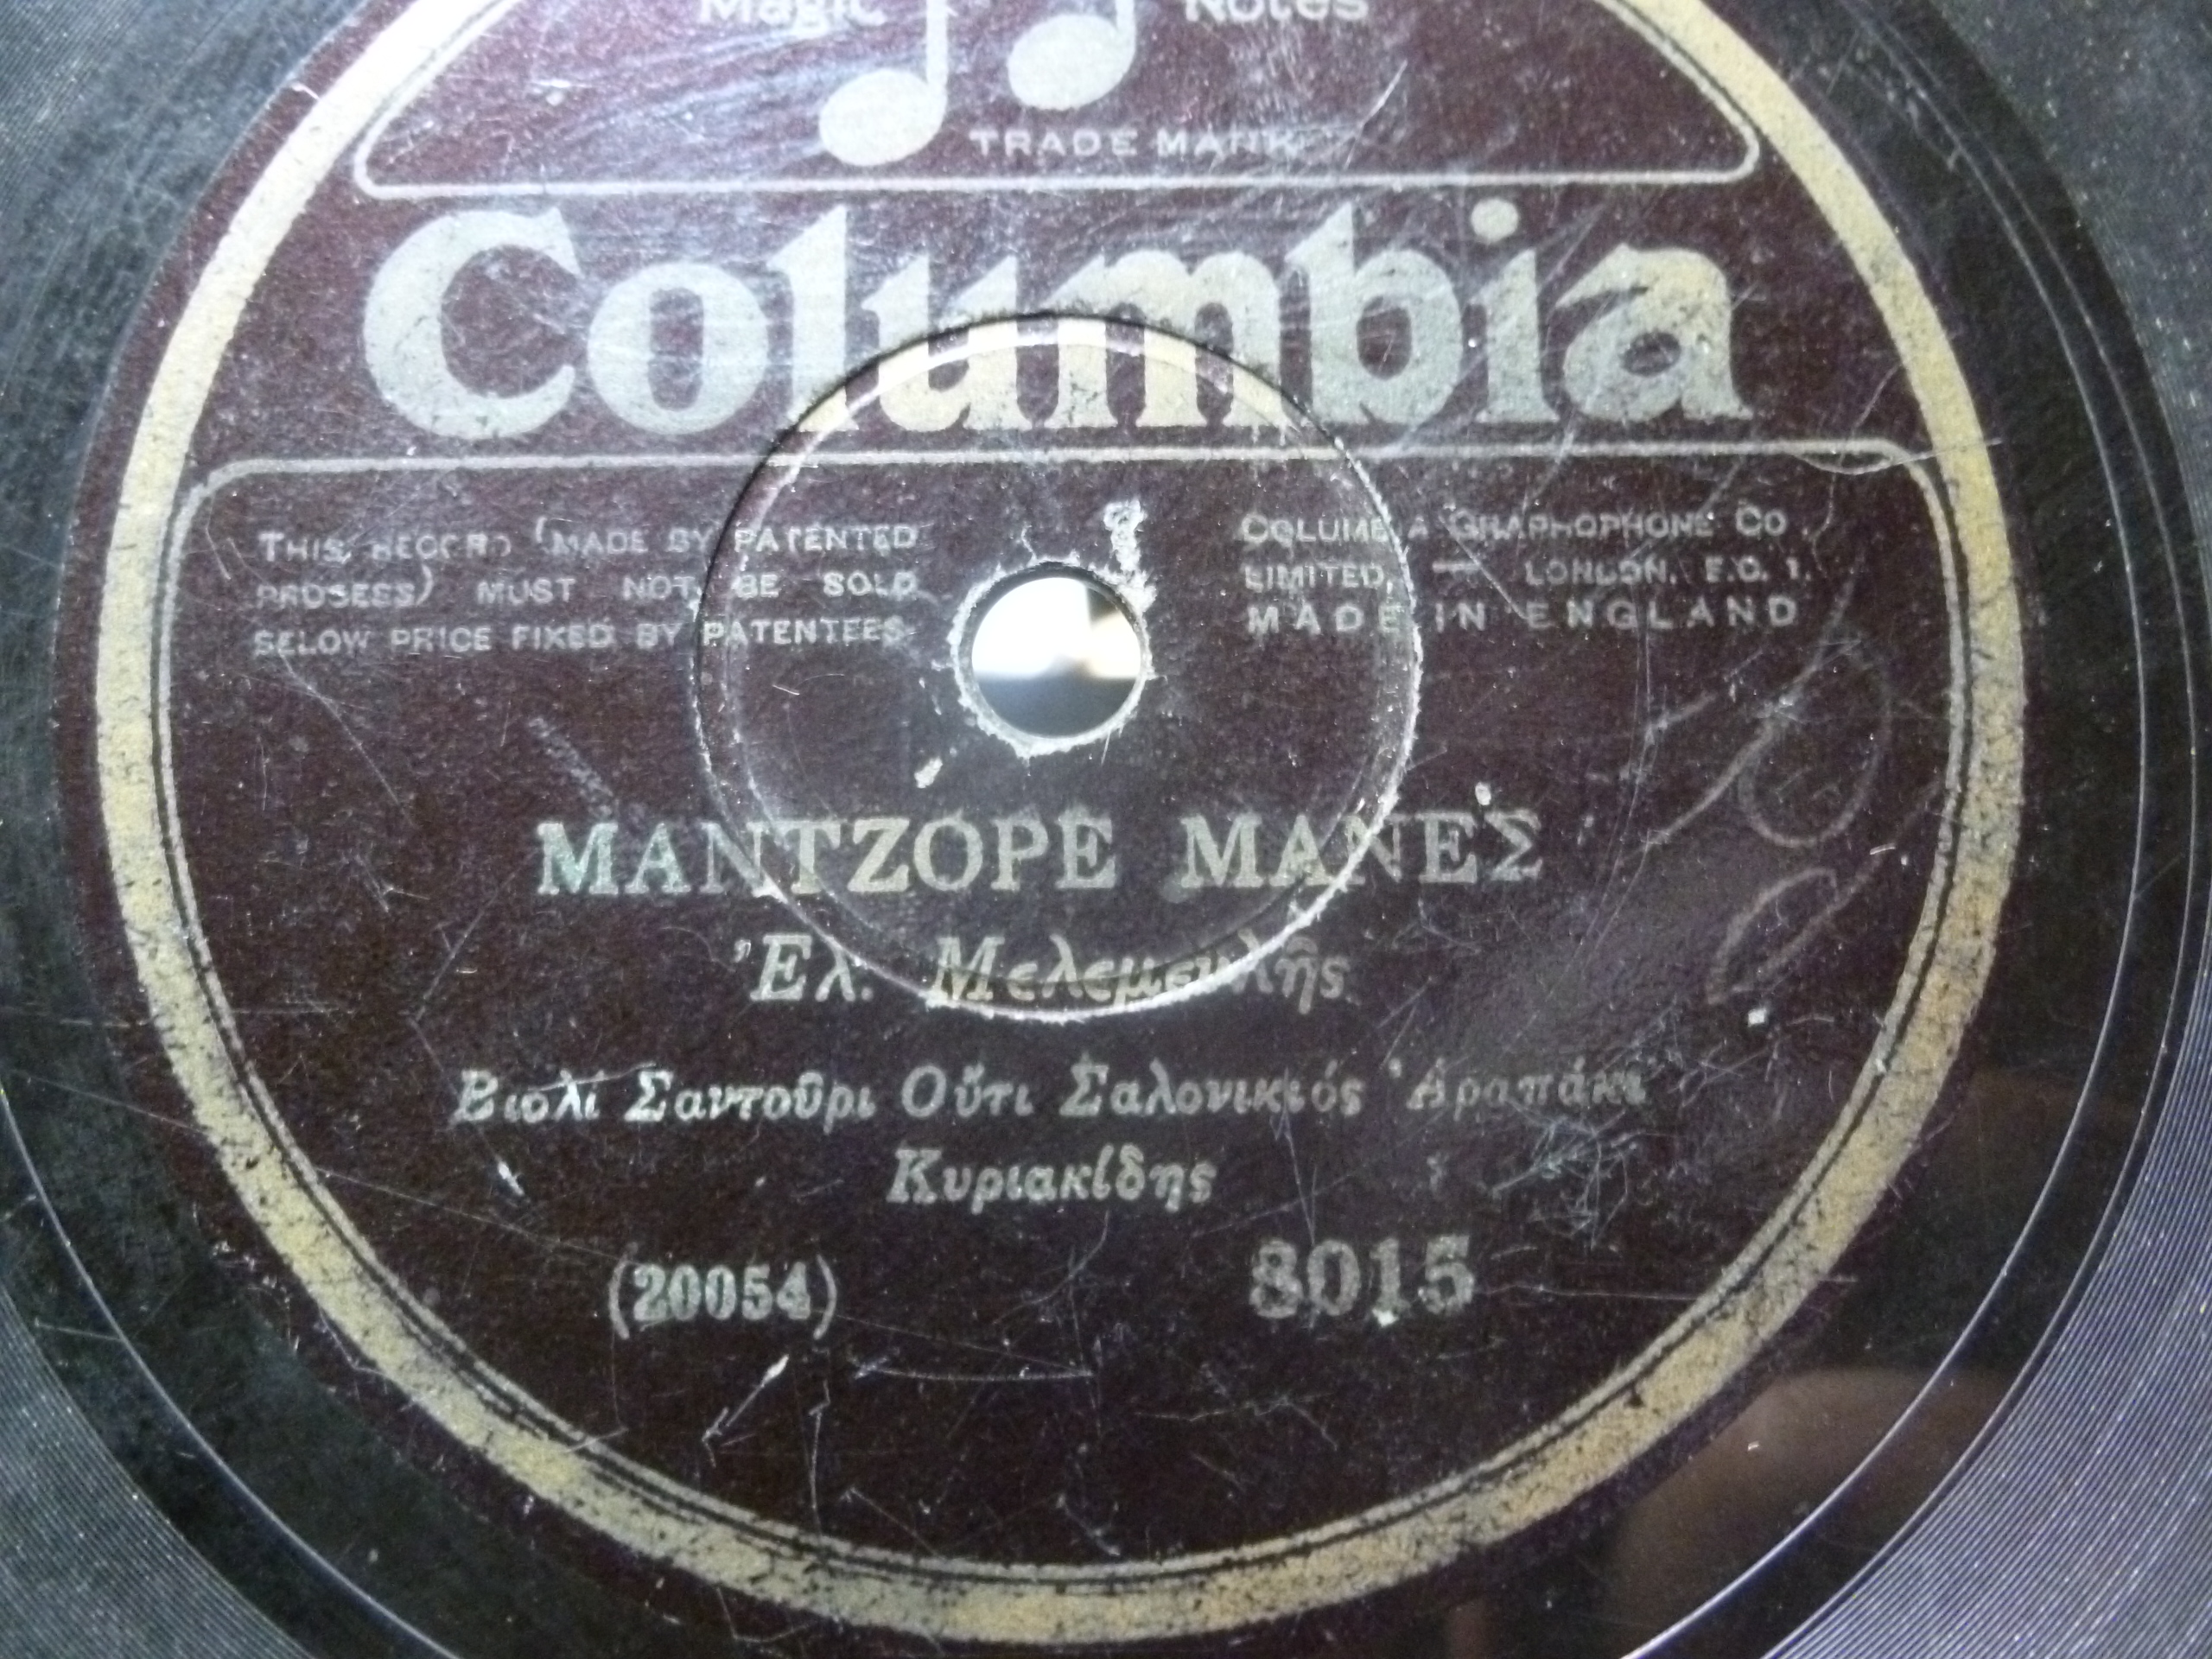 Magic Notes
TRADE MARK
Columbia
THIS RECORD (MADE BY PATENTED
PROSEES) MUST NOT BE SOLD
BELOW PRICE FIXED BY PATENTEES
COLUMBIA GRAPHOPHONE CO
LIMITED, LONDON. E.C. 1.
MADE IN ENGLAND
ΜΑΝΤΖΟΡΕ ΜΑΝΕΣ
Ἐλ. Μελεμενλῆς
Βιολί Σαντοῦρι Οὔτι Σαλονικιός Ἀραπάκι
Κυριακίδης
(20054) 8015